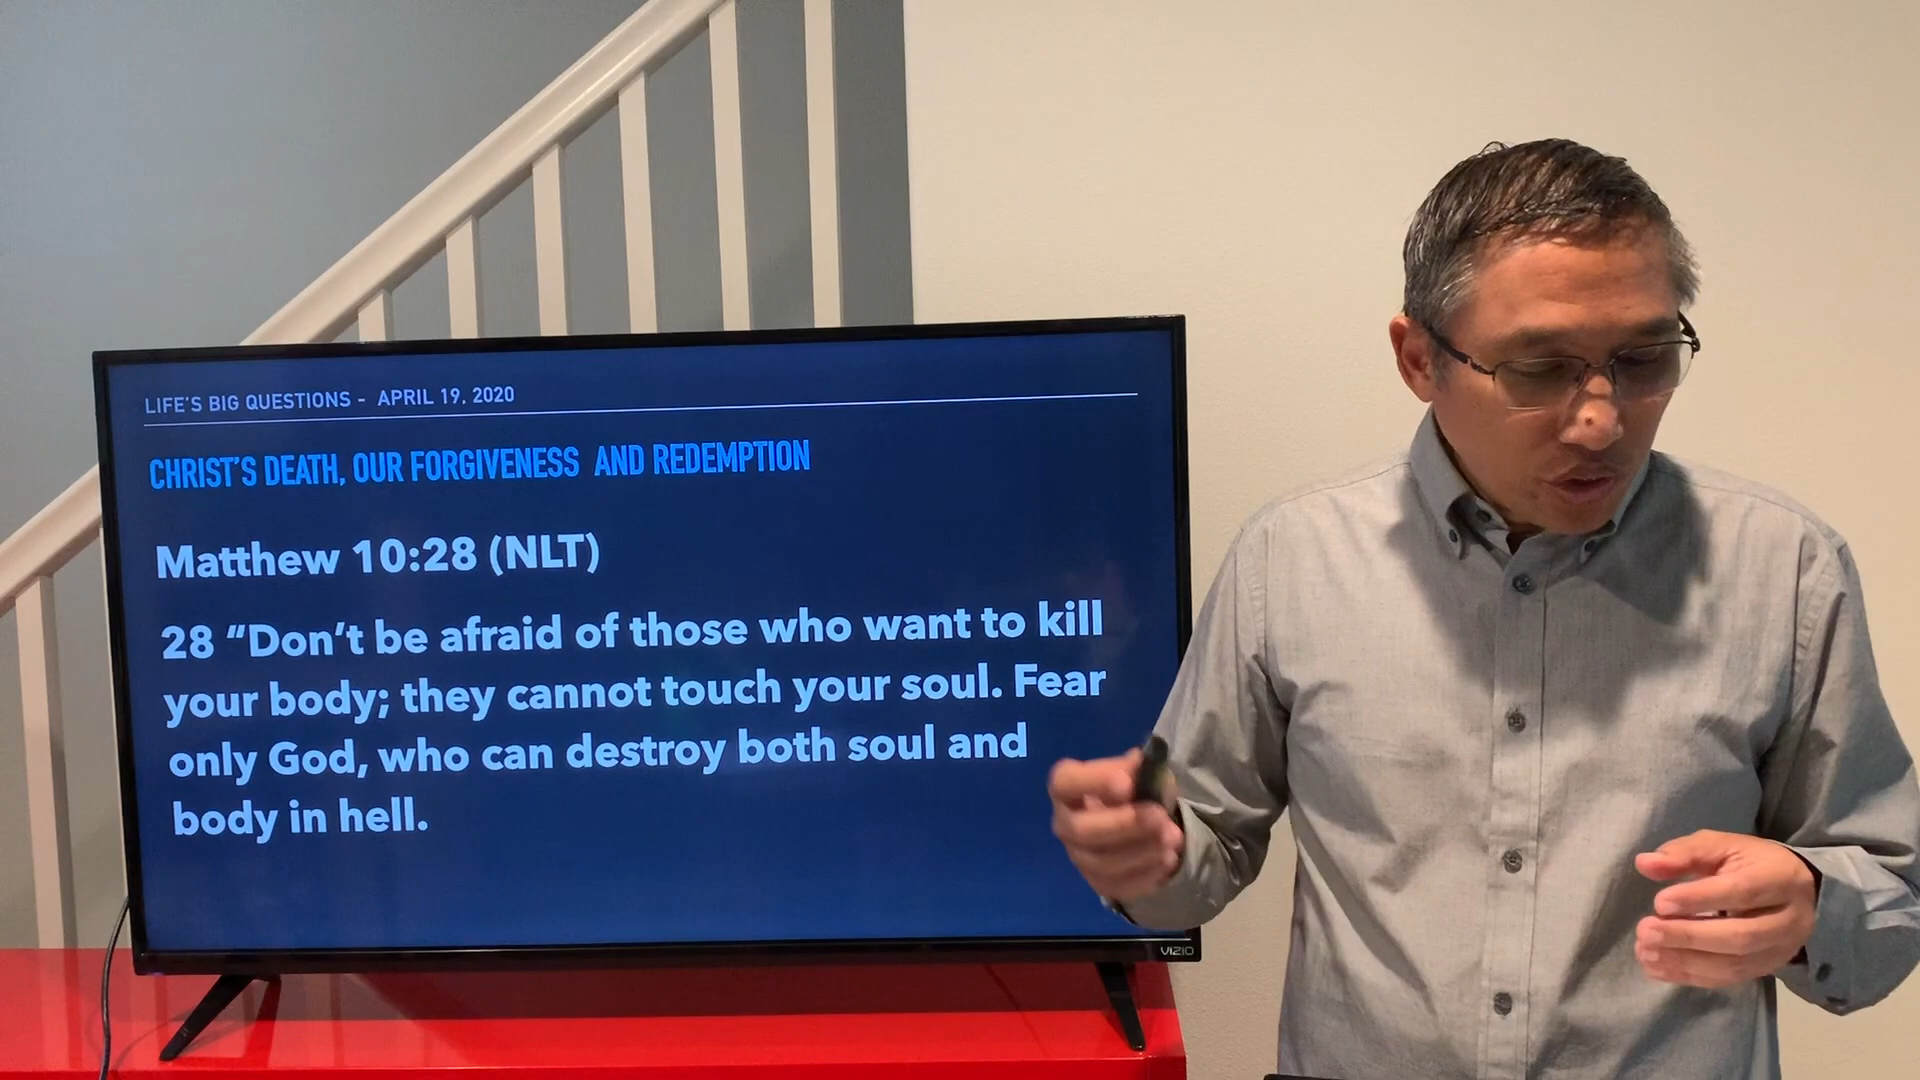 LIFE'S BIG QUESTIONS - APRIL 19, 2020
CHRIST'S DEATH, OUR FORGIVENESS AND REDEMPTION
Matthew 10:28 (NLT)
28 “Don't be afraid of those who want to kill
your body; they cannot touch your soul. Fear
only God, who can destroy both soul and
body in hell.
VIZIO